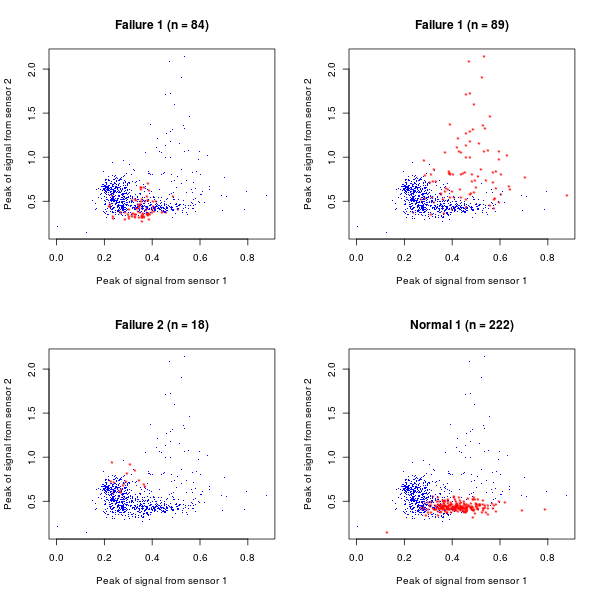 Failure 1 (n = 84)
Peak of signal from sensor 2
0.5 1.0 1.5 2.0
0.0 0.2 0.4 0.6 0.8
Peak of signal from sensor 1
Failure 1 (n = 89)
Peak of signal from sensor 2
0.5 1.0 1.5 2.0
0.0 0.2 0.4 0.6 0.8
Peak of signal from sensor 1
Failure 2 (n = 18)
Peak of signal from sensor 2
0.5 1.0 1.5 2.0
0.0 0.2 0.4 0.6 0.8
Peak of signal from sensor 1
Normal 1 (n = 222)
Peak of signal from sensor 2
0.5 1.0 1.5 2.0
0.0 0.2 0.4 0.6 0.8
Peak of signal from sensor 1